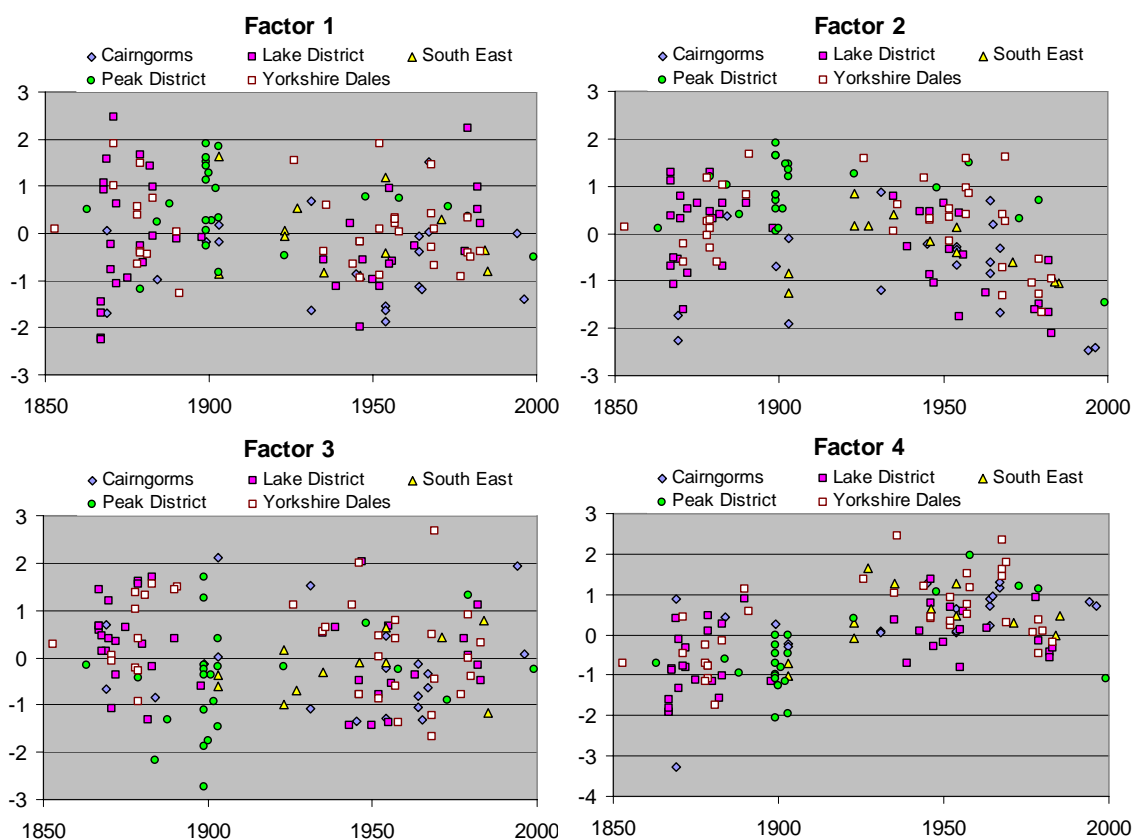 Factor 1
Cairngorms Lake District South East
Peak District Yorkshire Dales
3
2
1
0
-1
-2
-3
1850 1900 1950 2000
Factor 2
Cairngorms Lake District South East
Peak District Yorkshire Dales
3
2
1
0
-1
-2
-3
1850 1900 1950 2000
Factor 3
Cairngorms Lake District South East
Peak District Yorkshire Dales
3
2
1
0
-1
-2
-3
1850 1900 1950 2000
Factor 4
Cairngorms Lake District South East
Peak District Yorkshire Dales
3
2
1
0
-1
-2
-3
-4
1850 1900 1950 2000